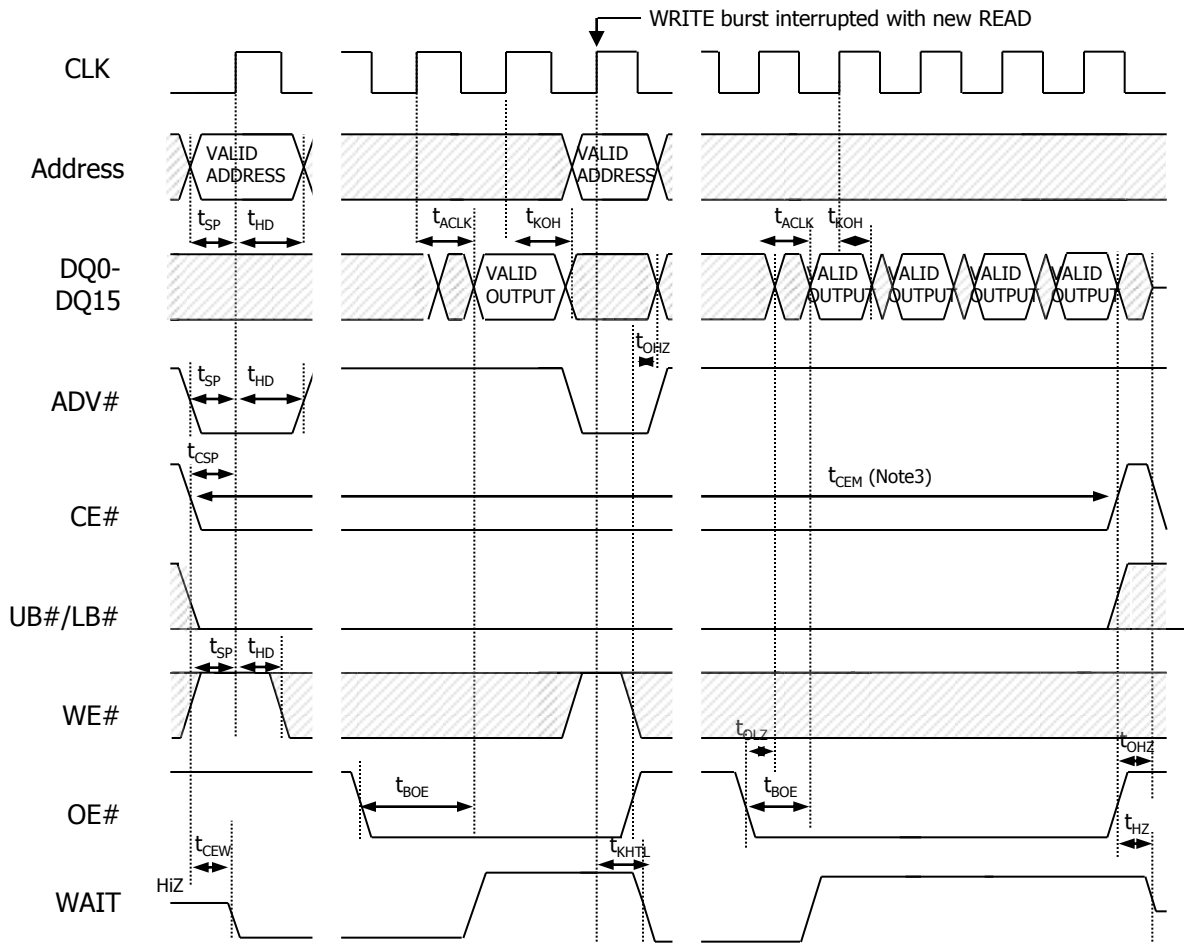 WRITE burst interrupted with new READ
CLK
Address
VALID
ADDRESS
VALID
ADDRESS
tSP
tHD
tACLK
tKOH
tACLK
tKOH
DQ0-
DQ15
VALID
OUTPUT
VALID
OUTPUT
VALID
OUTPUT
VALID
OUTPUT
VALID
OUTPUT
tOHZ
ADV#
tSP
tHD
tCSP
CE#
tCEM (Note3)
UB#/LB#
tSP
tHD
WE#
tOLZ
tOHZ
OE#
tBOE
tBOE
tCEW
tKHTL
tHZ
HiZ
WAIT